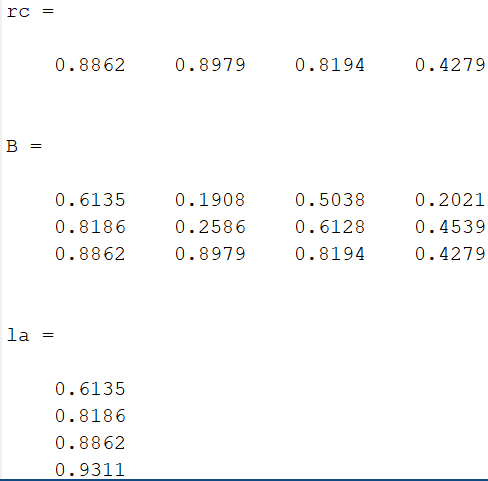 rc =
0.8862 0.8979 0.8194 0.4279
B =
0.6135 0.1908 0.5038 0.2021
0.8186 0.2586 0.6128 0.4539
0.8862 0.8979 0.8194 0.4279
la =
0.6135
0.8186
0.8862
0.9311